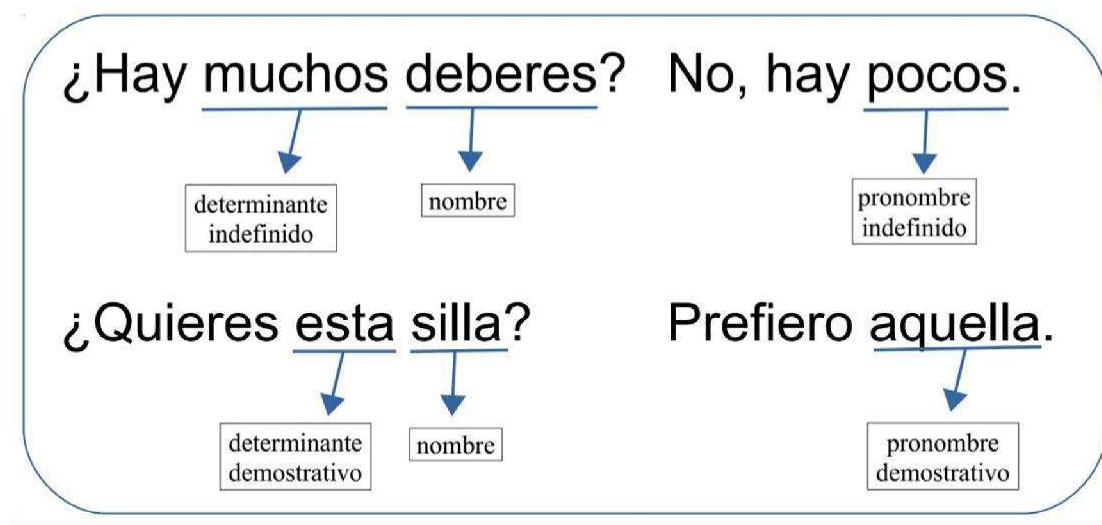 ¿Hay muchos deberes? No, hay pocos.
determinante
indefinido
nombre
pronombre
indefinido
¿Quieres esta silla? Prefiero aquella.
determinante
demostrativo
nombre
pronombre
demostrativo